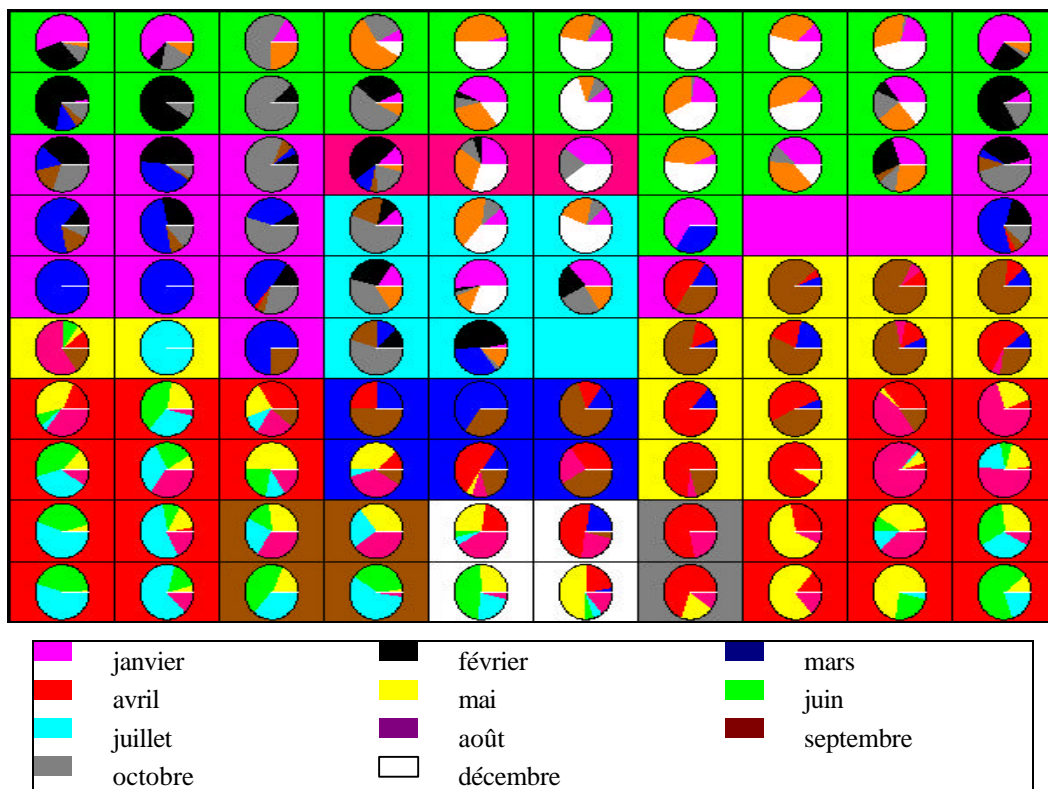 janvier février mars
avril mai juin
juillet août septembre
octobre décembre